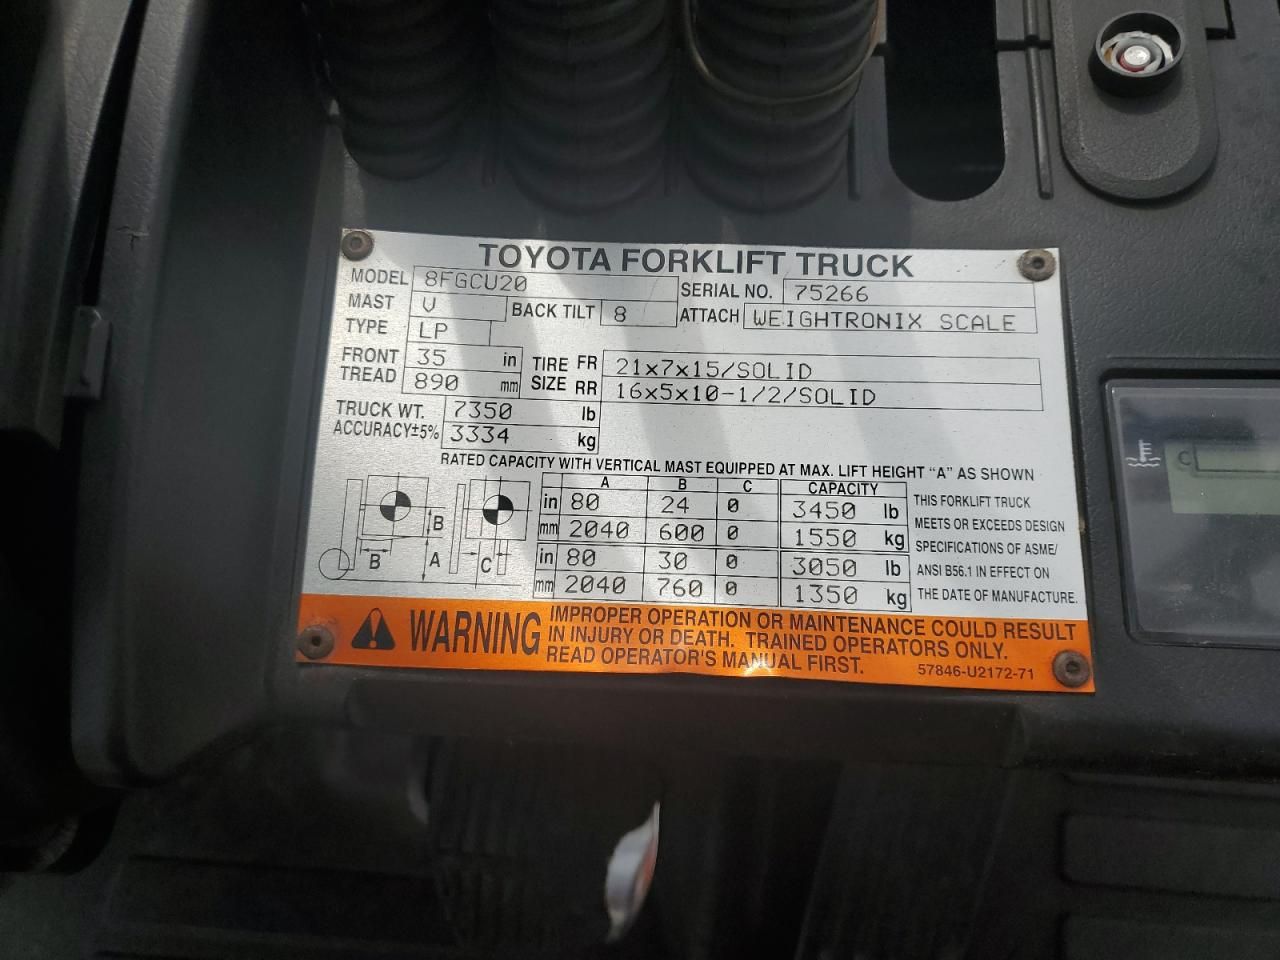 TOYOTA FORKLIFT TRUCK
MODEL 8FGCU20 SERIAL NO. 75266
MAST V BACK TILT 8 ATTACH WEIGHTRONIX SCALE
TYPE LP
FRONT TREAD 35 in TIRE SIZE FR 21x7x15/SOLID
890 mm RR 16x5x10-1/2/SOLID
TRUCK WT. 7350 lb
ACCURACY±5% 3334 kg
RATED CAPACITY WITH VERTICAL MAST EQUIPPED AT MAX. LIFT HEIGHT "A" AS SHOWN
A B C CAPACITY
in 80 24 0 3450 lb
mm 2040 600 0 1550 kg
in 80 30 0 3050 lb
mm 2040 760 0 1350 kg
B B A C
THIS FORKLIFT TRUCK
MEETS OR EXCEEDS DESIGN
SPECIFICATIONS OF ASME/
ANSI B56.1 IN EFFECT ON
THE DATE OF MANUFACTURE.
WARNING
IMPROPER OPERATION OR MAINTENANCE COULD RESULT
IN INJURY OR DEATH. TRAINED OPERATORS ONLY.
READ OPERATOR'S MANUAL FIRST.
57846-U2172-71
C